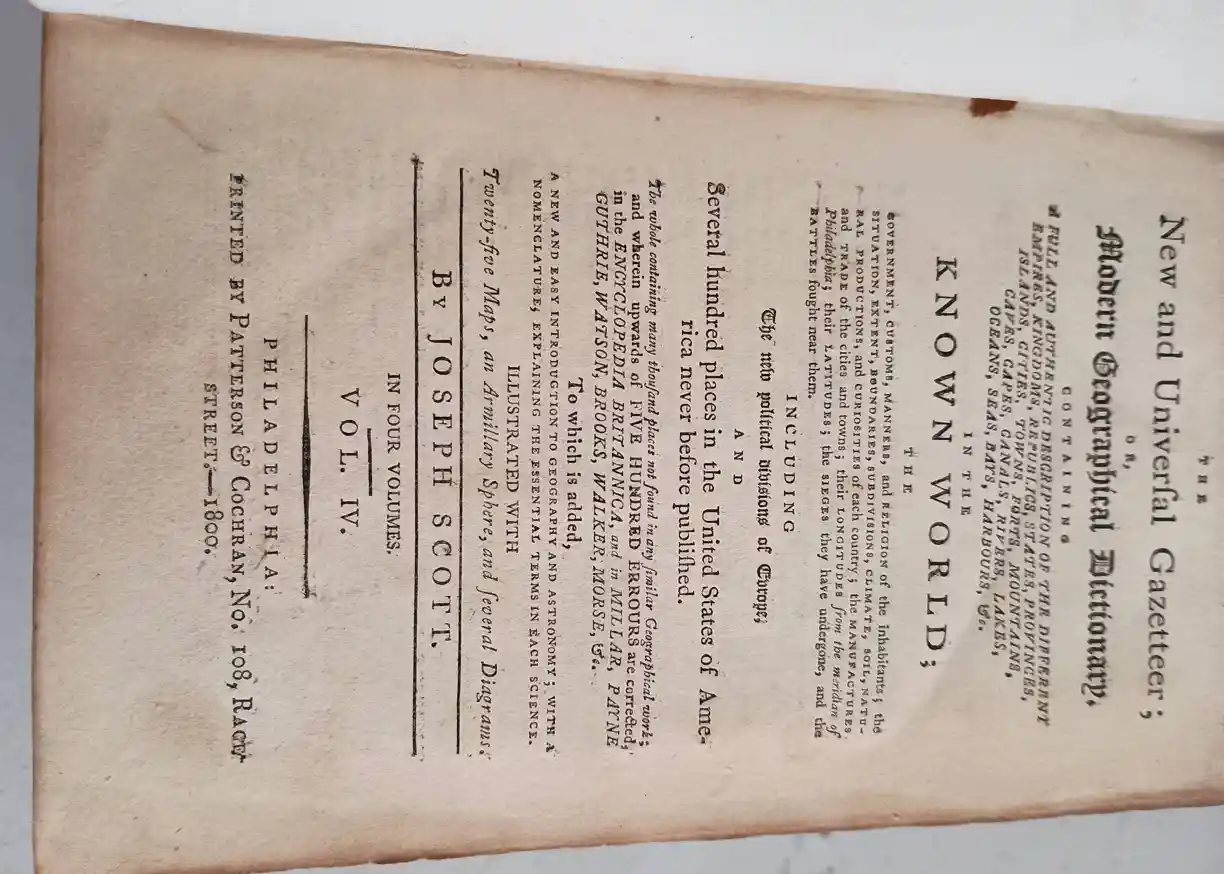 THE
New and Univerſal Gazetteer;
OR,
Modern Geographical Dictionary,
CONTAINING
A FULL AND AUTHENTIC DESCRIPTION OF THE DIFFERENT
EMPIRES, KINGDOMS, REPUBLICS, STATES, PROVINCES,
ISLANDS, CITIES, TOWNS, FORTS, MOUNTAINS,
CAPES, CANALS, RIVERS, LAKES,
OCEANS, SEAS, BAYS, HARBOURS, &c.
IN THE
KNOWN WORLD;
THE
GOVERNMENT, CUSTOMS, MANNERS, and RELIGION of the inhabitants; the
SITUATION, EXTENT, BOUNDARIES, SUBDIVISIONS, CLIMATE, SOIL, NATU-
RAL PRODUCTIONS, and CURIOSITIES of each country; the MANUFACTURES
and TRADE of the cities and towns; their LONGITUDES from the meridian of
Philadelphia; their LATITUDES; the SIEGES they have undergone, and the
BATTLES fought near them.
INCLUDING
The new political divisions of Europe;
AND
Several hundred places in the United States of Ame-
rica never before publiſhed.
The whole containing many thouſand places not found in any ſimilar Geographical work;
and wherein upwards of FIVE HUNDRED ERROURS are corrected,
in the ENCYCLOPEDIA BRITANNICA, and in MILLAR, PAYNE
GUTHRIE, WATSON, BROOKS, WALKER, MORSE, &c.
To which is added,
A NEW AND EASY INTRODUCTION TO GEOGRAPHY AND ASTRONOMY; WITH A
NOMENCLATURE; EXPLAINING THE ESSENTIAL TERMS IN EACH SCIENCE.
ILLUSTRATED WITH
Twenty-five Maps, an Armillary Sphere, and ſeveral Diagrams.
BY JOSEPH SCOTT.
IN FOUR VOLUMES.
VOL. IV.
PHILADELPHIA:
PRINTED BY PATTERSON & COCHRAN, No. 108, RACE
STREET.—1800.